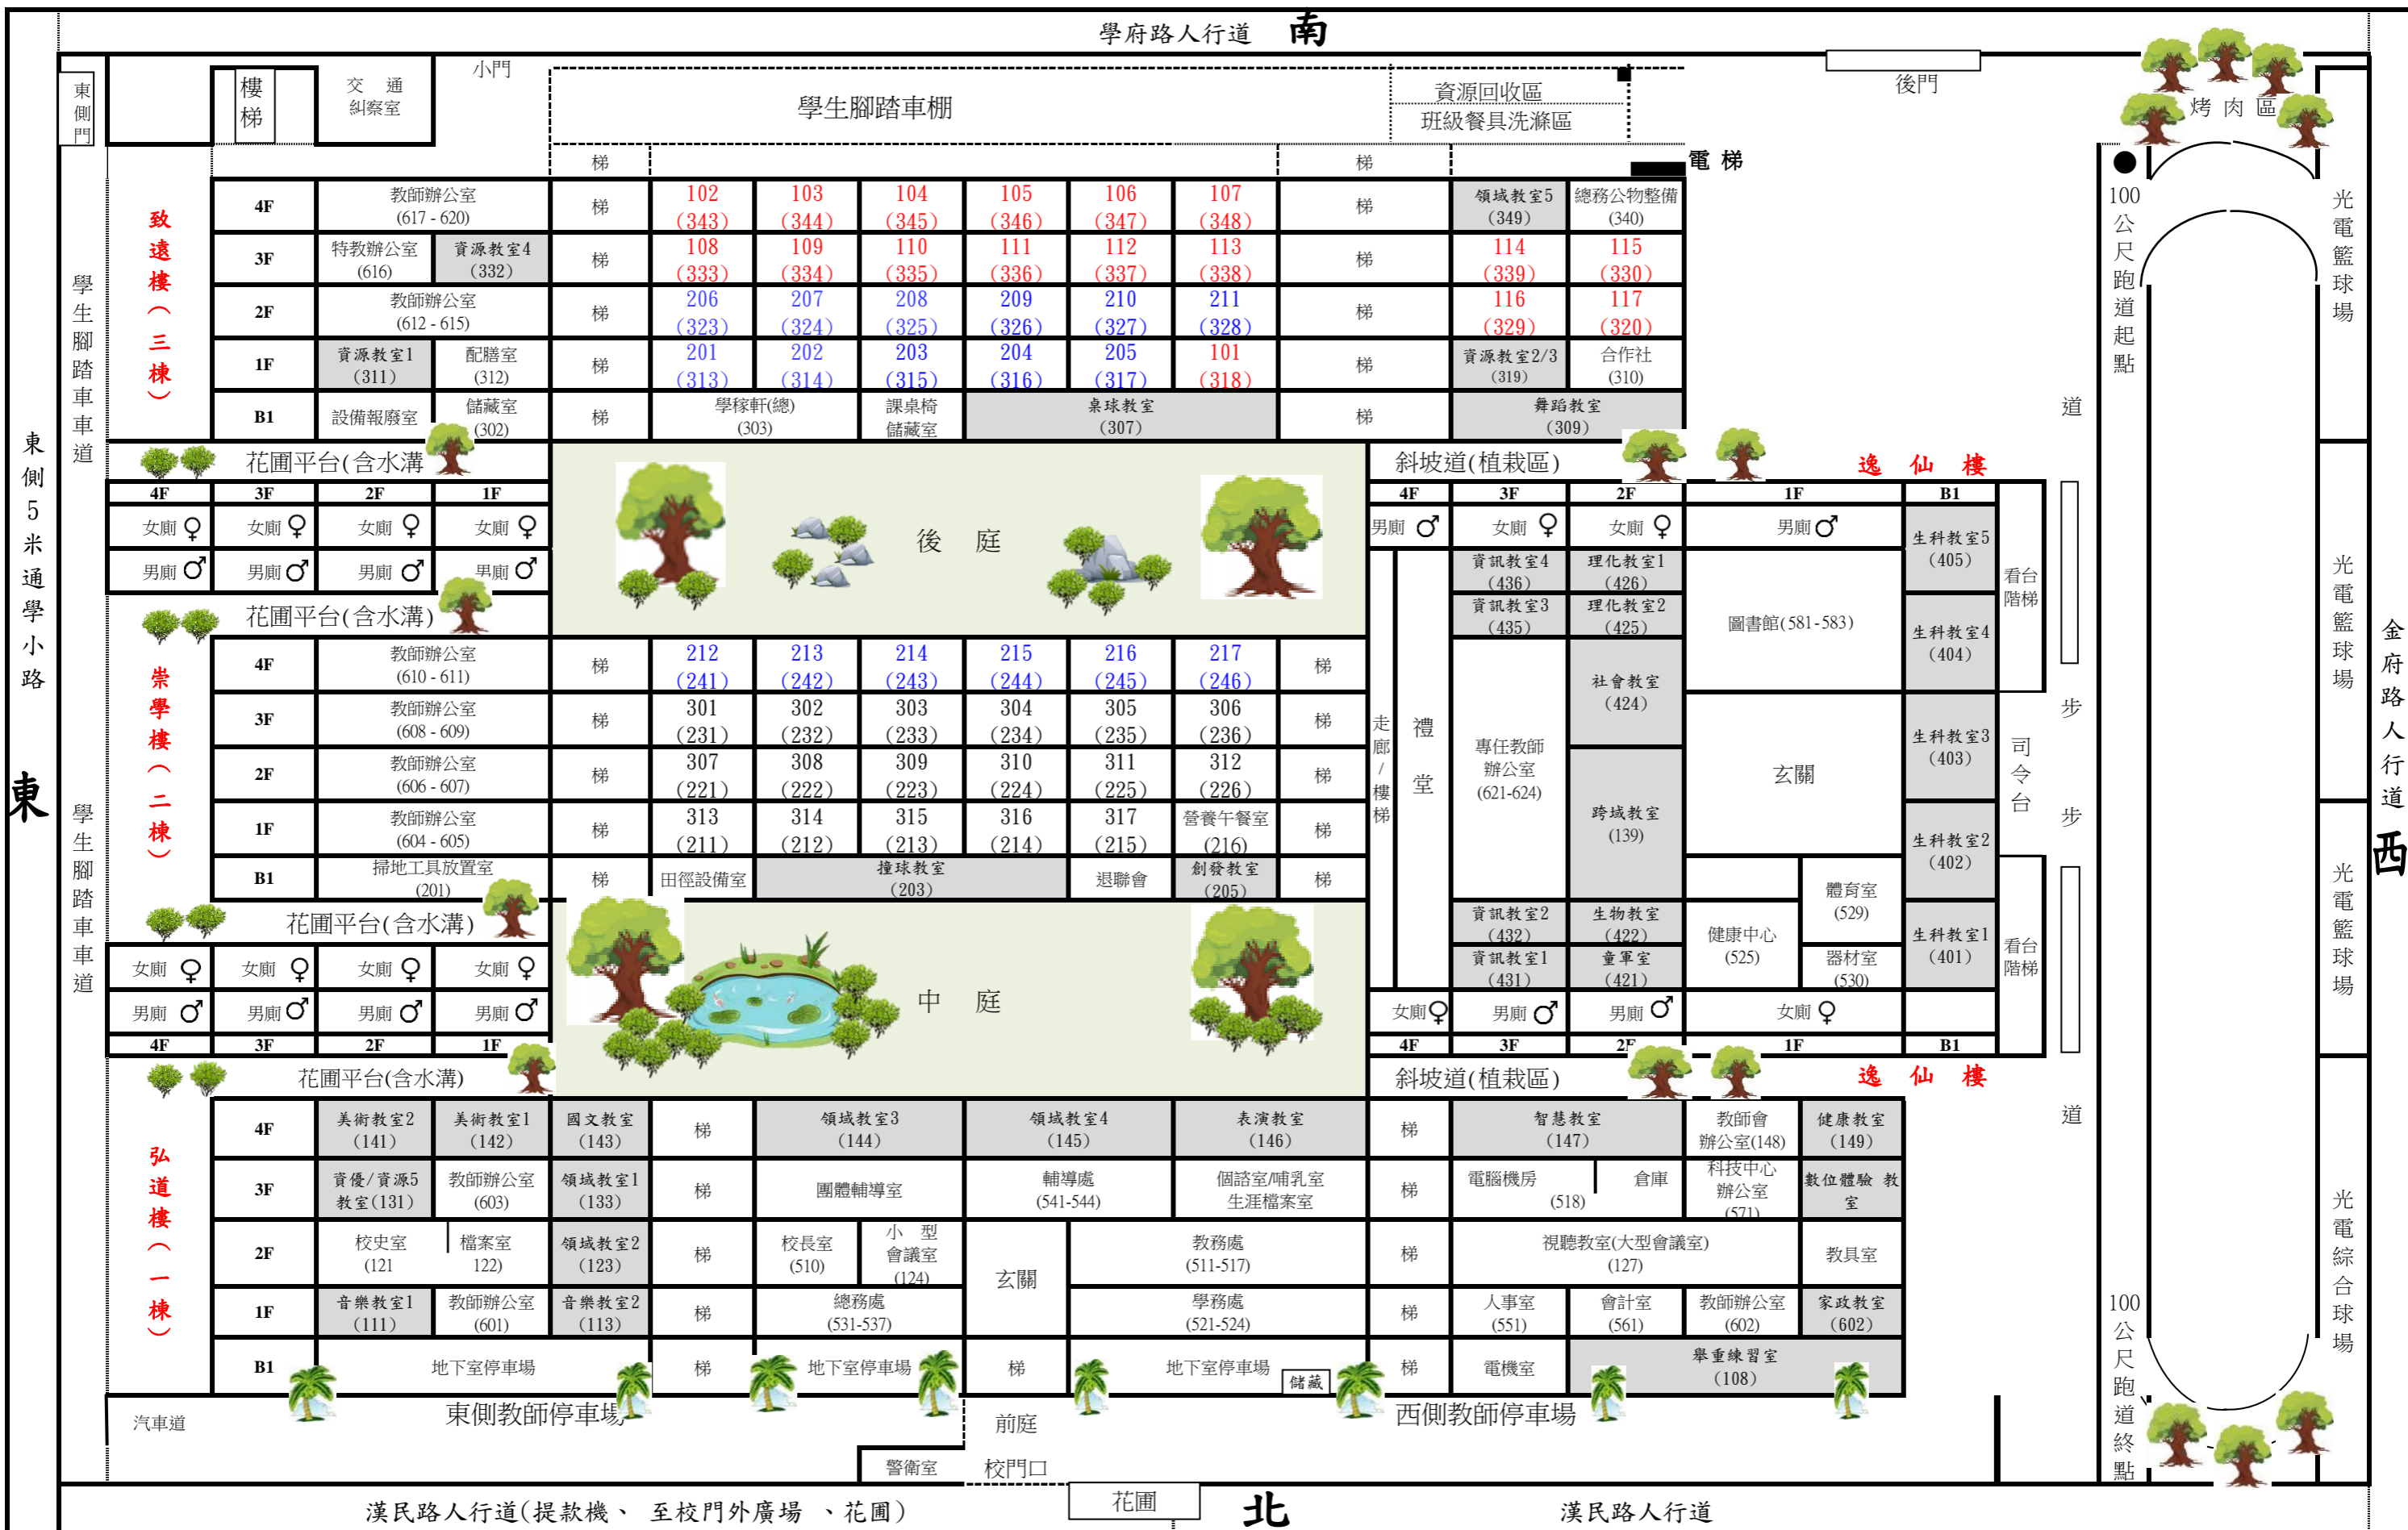 學府路人行道 南
東側門
樓梯
交 通
糾察室
小門
學生腳踏車棚
資源回收區
班級餐具洗滌區
後門
烤 肉 區
梯 梯 電 梯
致遠樓(三棟)
4F 教師辦公室 (617 - 620) 梯 102 (343) 103 (344) 104 (345) 105 (346) 106 (347) 107 (348) 梯 領域教室5 (349) 總務公物整備 (340)
3F 特教辦公室 (616) 資源教室4 (332) 梯 108 (333) 109 (334) 110 (335) 111 (336) 112 (337) 113 (338) 梯 114 (339) 115 (330)
2F 教師辦公室 (612 - 615) 梯 206 (323) 207 (324) 208 (325) 209 (326) 210 (327) 211 (328) 梯 116 (329) 117 (320)
1F 資源教室1 (311) 配膳室 (312) 梯 201 (313) 202 (314) 203 (315) 204 (316) 205 (317) 101 (318) 梯 資源教室2/3 (319) 合作社 (310)
B1 設備報廢室 儲藏室 (302) 梯 學稼軒(總) (303) 課桌椅 儲藏室 桌球教室 (307) 梯 舞蹈教室 (309)
學生腳踏車車道
東側5米通學小路
東
學生腳踏車車道
花圃平台(含水溝
4F 3F 2F 1F
女廁♀ 女廁♀ 女廁♀ 女廁♀
男廁♂ 男廁♂ 男廁♂ 男廁♂
花圃平台(含水溝)
後 庭
斜坡道(植栽區)
逸 仙 樓
4F 3F 2F 1F B1
男廁♂ 女廁♀ 女廁♀ 男廁♂
走廊/樓梯
禮堂
資訊教室4 (436)
資訊教室3 (435)
專任教師
辦公室
(621-624)
資訊教室2 (432)
資訊教室1 (431)
理化教室1 (426)
理化教室2 (425)
社會教室 (424)
跨域教室 (139)
生物教室 (422)
童軍室 (421)
圖書館(581-583)
玄關
健康中心 (525)
體育室 (529)
器材室 (530)
生科教室5 (405)
生科教室4 (404)
生科教室3 (403)
生科教室2 (402)
生科教室1 (401)
看台階梯
司令台
看台階梯
女廁♀ 男廁♂ 男廁♂ 女廁♀
4F 3F 2F 1F B1
斜坡道(植栽區)
逸 仙 樓
崇學樓(二棟)
4F 教師辦公室 (610 - 611) 梯 212 (241) 213 (242) 214 (243) 215 (244) 216 (245) 217 (246) 梯
3F 教師辦公室 (608 - 609) 梯 301 (231) 302 (232) 303 (233) 304 (234) 305 (235) 306 (236) 梯
2F 教師辦公室 (606 - 607) 梯 307 (221) 308 (222) 309 (223) 310 (224) 311 (225) 312 (226) 梯
1F 教師辦公室 (604 - 605) 梯 313 (211) 314 (212) 315 (213) 316 (214) 317 (215) 營養午餐室 (216) 梯
B1 掃地工具放置室 (201) 梯 田徑設備室 撞球教室 (203) 退聯會 創發教室 (205) 梯
花圃平台(含水溝)
女廁♀ 女廁♀ 女廁♀ 女廁♀
男廁♂ 男廁♂ 男廁♂ 男廁♂
4F 3F 2F 1F
花圃平台(含水溝)
中 庭
弘道樓(一棟)
4F 美術教室2 (141) 美術教室1 (142) 國文教室 (143) 梯 領域教室3 (144) 領域教室4 (145) 表演教室 (146) 梯 智慧教室 (147) 教師會 辦公室(148) 健康教室 (149)
3F 資優/資源5 教室(131) 教師辦公室 (603) 領域教室1 (133) 梯 團體輔導室 輔導處 (541-544) 個諮室/哺乳室 生涯檔案室 梯 電腦機房 倉庫 (518) 科技中心 辦公室 (571) 數位體驗 教室
2F 校史室 (121 檔案室 122) 領域教室2 (123) 梯 校長室 (510) 小 型 會議室 (124) 玄關 教務處 (511-517) 梯 視聽教室(大型會議室) (127) 教具室
1F 音樂教室1 (111) 教師辦公室 (601) 音樂教室2 (113) 梯 總務處 (531-537) 學務處 (521-524) 梯 人事室 (551) 會計室 (561) 教師辦公室 (602) 家政教室 (602)
B1 地下室停車場 梯 地下室停車場 梯 地下室停車場 儲藏 梯 電機室 舉重練習室 (108)
汽車道
東側教師停車場
前庭
西側教師停車場
警衛室
校門口
道
步
步
道
100公尺跑道起點
100公尺跑道終點
光電籃球場
光電籃球場
光電籃球場
光電綜合球場
金府路人行道
西
漢民路人行道(提款機、 至校門外廣場 、花圃)
花圃
北
漢民路人行道